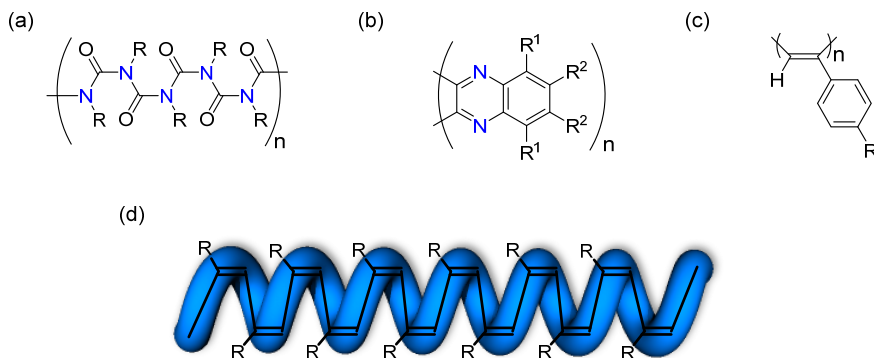 (a)
O R O R O
N N
N N N
R O R O R
n
(b)
R¹
N R²
N R²
R¹
n
(c)
n
H
R
(d)
R R R R R R
R R R R R R